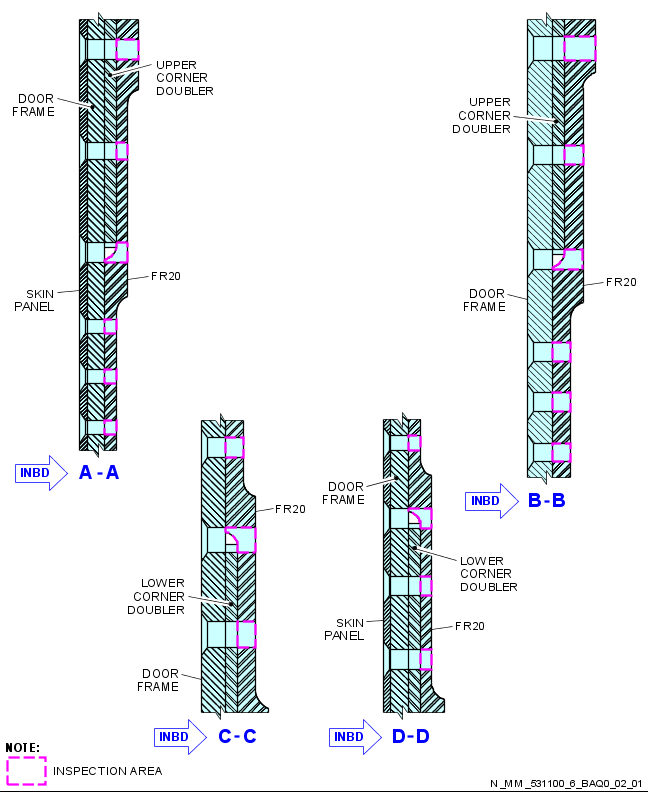 UPPER
CORNER
DOUBLER
DOOR
FRAME
FR20
SKIN
PANEL
INBD
A - A
UPPER
CORNER
DOUBLER
DOOR
FRAME
FR20
INBD
B-B
FR20
LOWER
CORNER
DOUBLER
DOOR
FRAME
INBD
C-C
DOOR
FRAME
LOWER
CORNER
DOUBLER
SKIN
PANEL
FR20
INBD
D-D
NOTE:
INSPECTION AREA
N_MM_531100_6_BAQ0_02_01